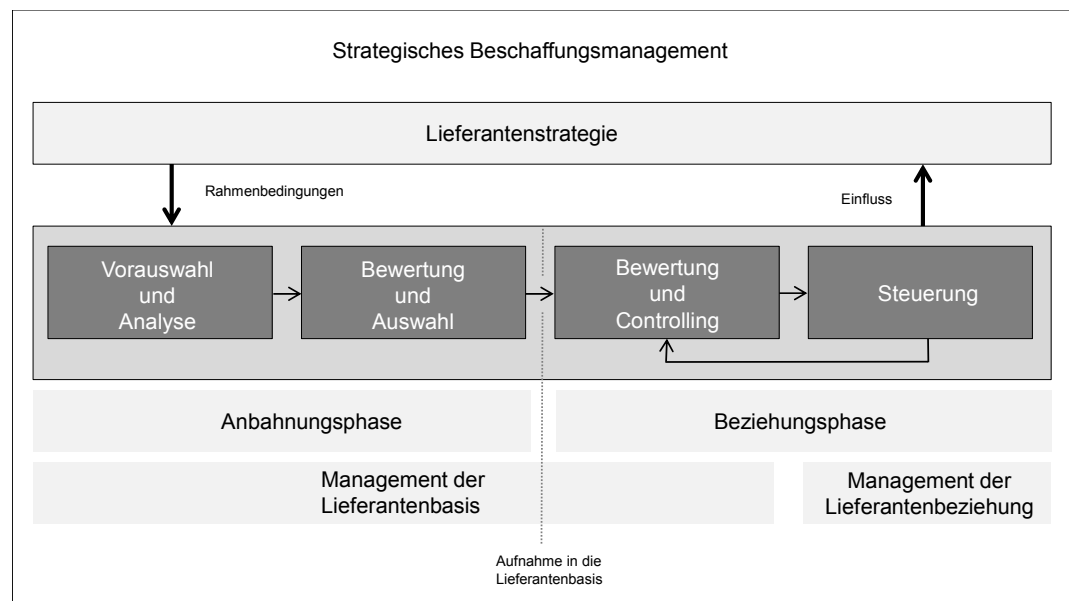 Strategisches Beschaffungsmanagement
Lieferantenstrategie
Rahmenbedingungen
Einfluss
Vorauswahl
und
Analyse
Bewertung
und
Auswahl
Bewertung
und
Controlling
Steuerung
Anbahnungsphase
Beziehungsphase
Management der
Lieferantenbasis
Management der
Lieferantenbeziehung
Aufnahme in die
Lieferantenbasis